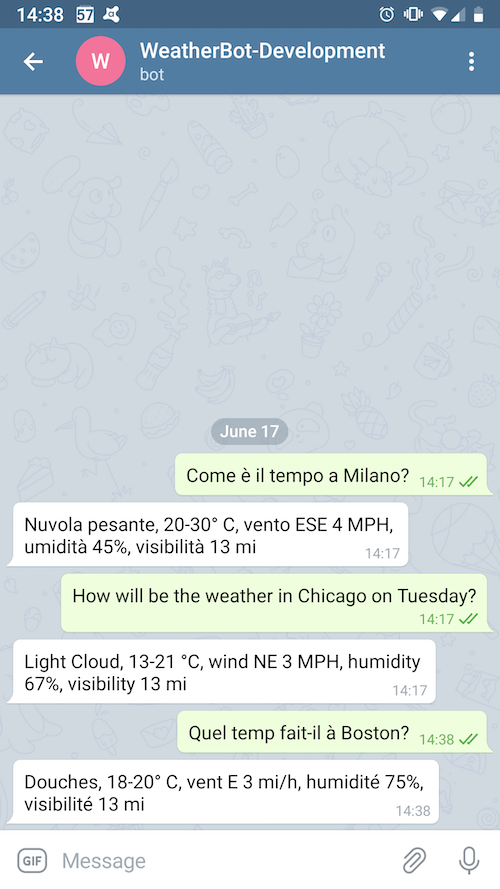 14:38 57
WeatherBot-Development
W
bot
June 17
Come è il tempo a Milano? 14:17
Nuvola pesante, 20-30° C, vento ESE 4 MPH,
umidità 45%, visibilità 13 mi 14:17
How will be the weather in Chicago on Tuesday?
14:17
Light Cloud, 13-21 °C, wind NE 3 MPH, humidity
67%, visibility 13 mi 14:17
Quel temp fait-il à Boston? 14:38
Douches, 18-20° C, vent E 3 mi/h, humidité 75%,
visibilité 13 mi 14:38
GIF Message